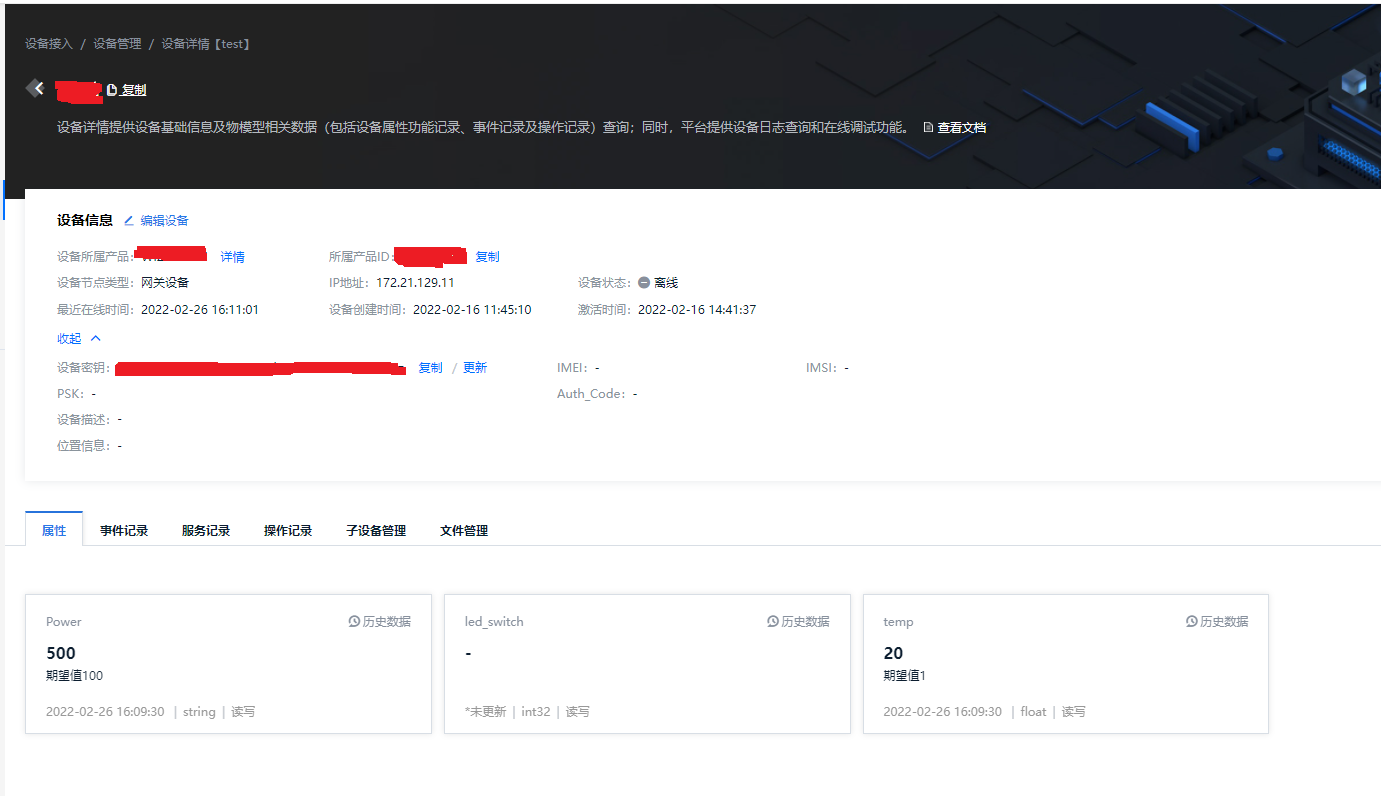 设备接入 / 设备管理 / 设备详情【test】
复制
设备详情提供设备基础信息及物模型相关数据（包括设备属性功能记录、事件记录及操作记录）查询；同时，平台提供设备日志查询和在线调试功能。 查看文档
设备信息 编辑设备
设备所属产品： 详情 所属产品ID： 复制
设备节点类型：网关设备 IP地址：172.21.129.11 设备状态：离线
最近在线时间：2022-02-26 16:11:01 设备创建时间：2022-02-16 11:45:10 激活时间：2022-02-16 14:41:37
收起
设备密钥： 复制 / 更新 IMEI：- IMSI：-
PSK：- Auth_Code：-
设备描述：-
位置信息：-
属性 事件记录 服务记录 操作记录 子设备管理 文件管理
Power 历史数据
500
期望值100
2022-02-26 16:09:30 | string | 读写
led_switch 历史数据
-
*未更新 | int32 | 读写
temp 历史数据
20
期望值1
2022-02-26 16:09:30 | float | 读写